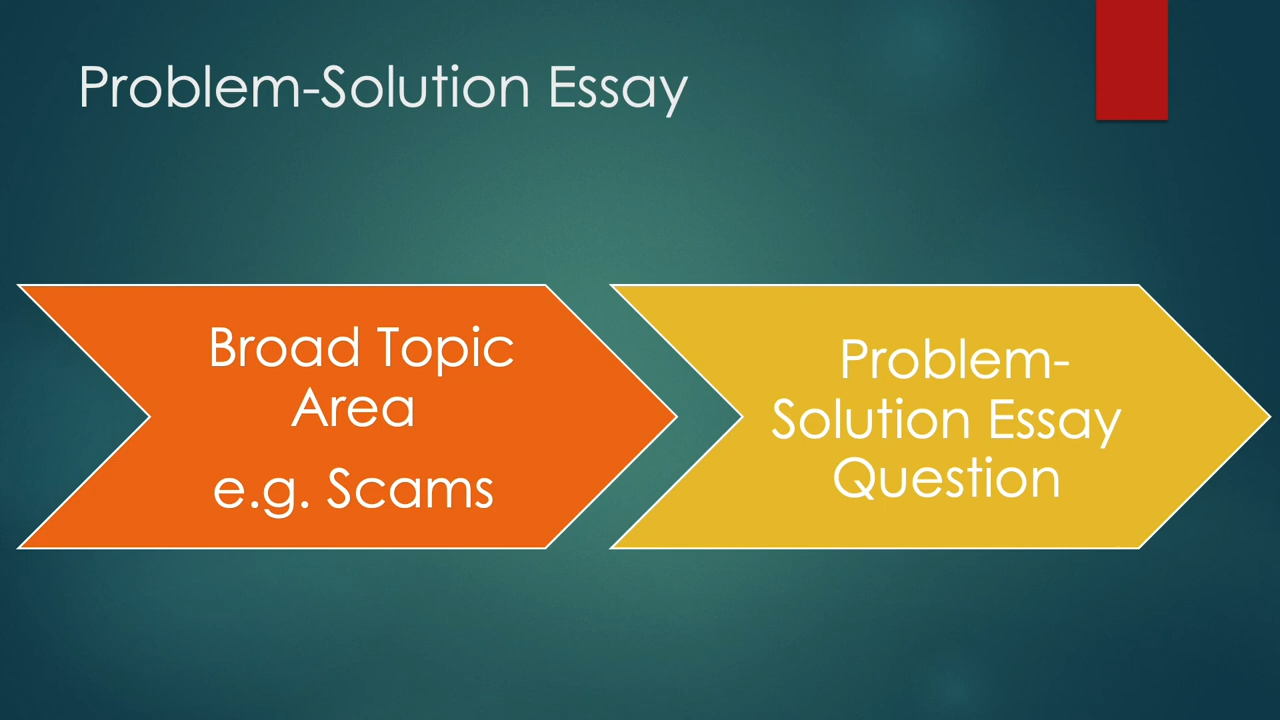 Problem-Solution Essay
Broad Topic
Area
e.g. Scams
Problem-
Solution Essay
Question